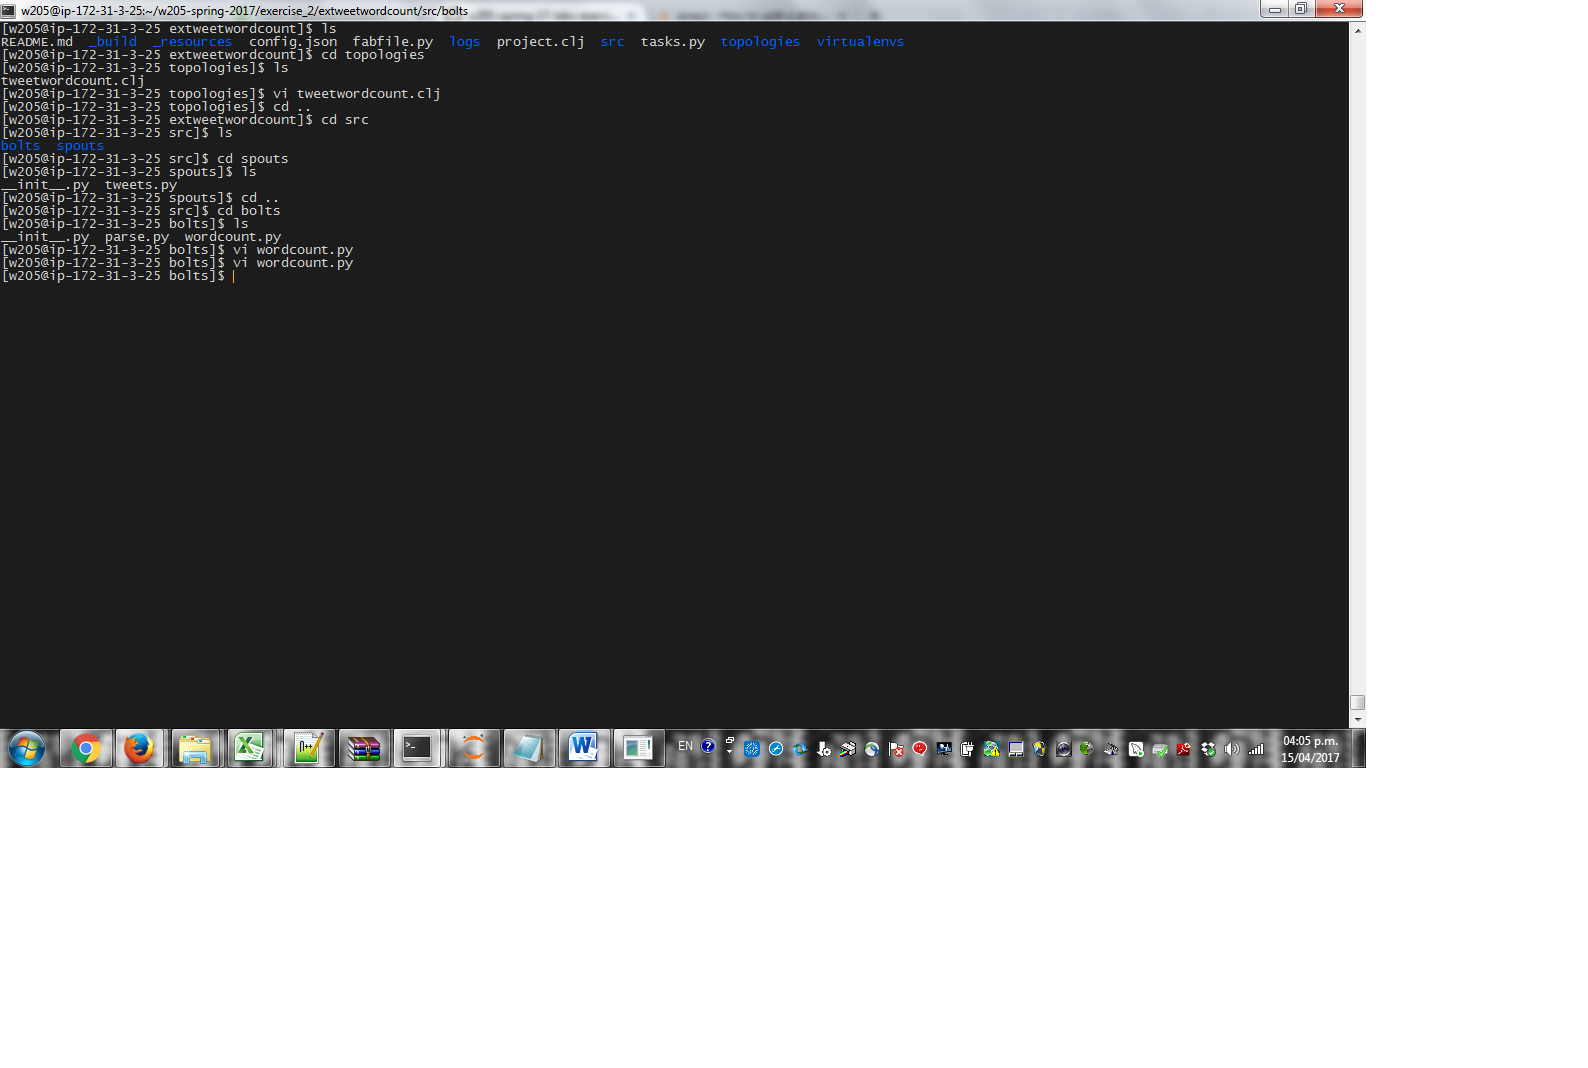 w205@ip-172-31-3-25:~/w205-spring-2017/exercise_2/extweetwordcount/src/bolts
[w205@ip-172-31-3-25 extweetwordcount]$ ls
README.md  _build  _resources  config.json  fabfile.py  logs  project.clj  src  tasks.py  topologies  virtualenvs
[w205@ip-172-31-3-25 extweetwordcount]$ cd topologies
[w205@ip-172-31-3-25 topologies]$ ls
tweetwordcount.clj
[w205@ip-172-31-3-25 topologies]$ vi tweetwordcount.clj
[w205@ip-172-31-3-25 topologies]$ cd ..
[w205@ip-172-31-3-25 extweetwordcount]$ cd src
[w205@ip-172-31-3-25 src]$ ls
bolts  spouts
[w205@ip-172-31-3-25 src]$ cd spouts
[w205@ip-172-31-3-25 spouts]$ ls
__init__.py  tweets.py
[w205@ip-172-31-3-25 spouts]$ cd ..
[w205@ip-172-31-3-25 src]$ cd bolts
[w205@ip-172-31-3-25 bolts]$ ls
__init__.py  parse.py  wordcount.py
[w205@ip-172-31-3-25 bolts]$ vi wordcount.py
[w205@ip-172-31-3-25 bolts]$ vi wordcount.py
[w205@ip-172-31-3-25 bolts]$
EN
04:05 p.m.
15/04/2017